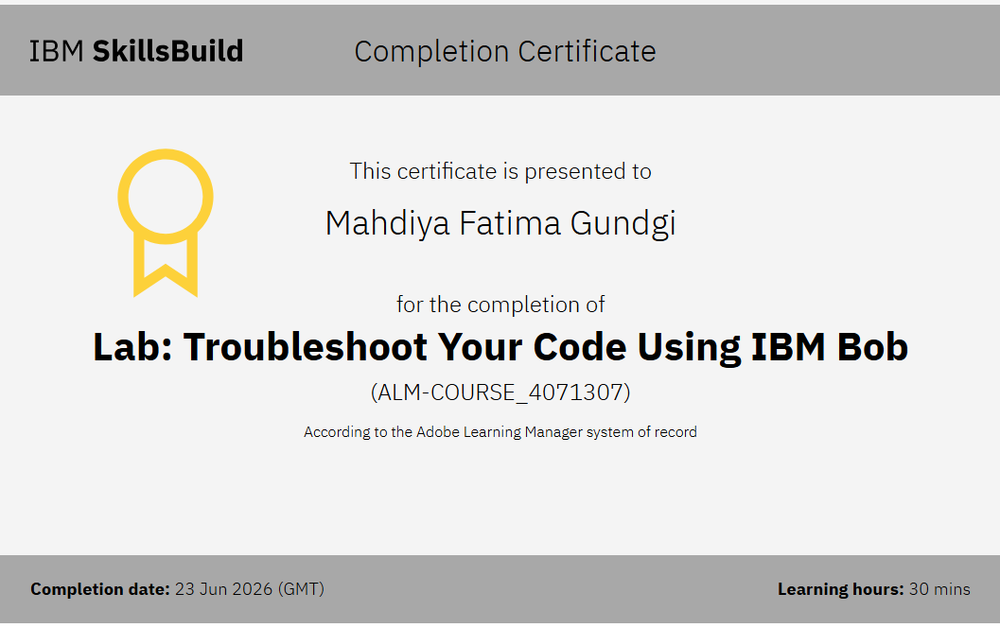 IBM SkillsBuild
Completion Certificate
This certificate is presented to
Mahdiya Fatima Gundgi
for the completion of
Lab: Troubleshoot Your Code Using IBM Bob
(ALM-COURSE_4071307)
According to the Adobe Learning Manager system of record
Completion date: 23 Jun 2026 (GMT)
Learning hours: 30 mins